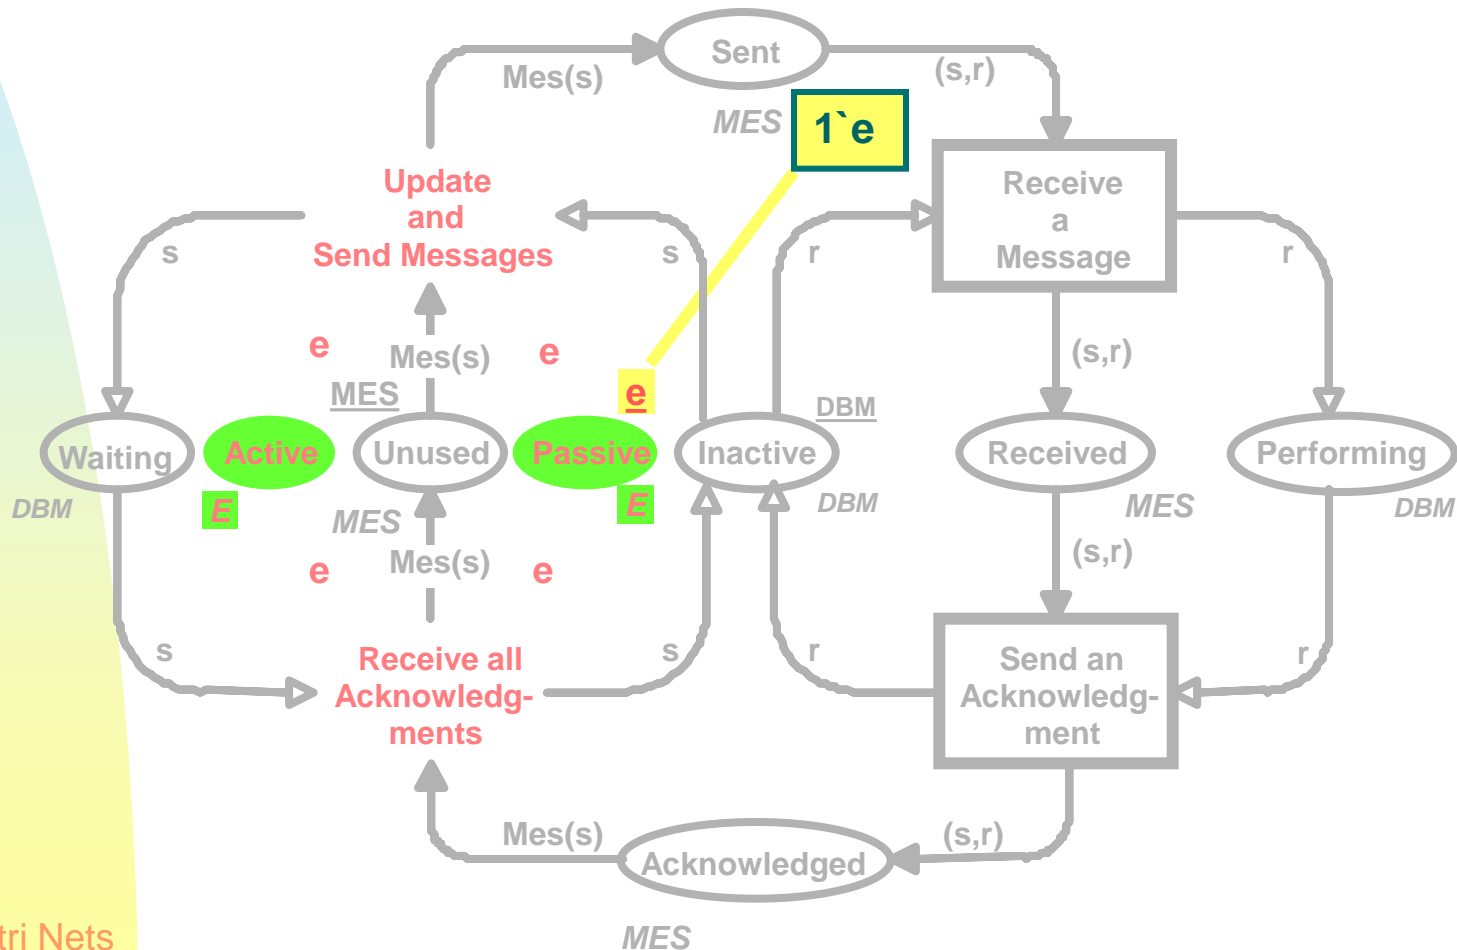 Sent
Mes(s)
(s,r)
MES
1`e
Update
and
Send Messages
Receive
a
Message
s
s
r
r
e
Mes(s)
e
(s,r)
MES
e
DBM
Waiting
Active
Unused
Passive
Inactive
Received
Performing
DBM
E
MES
E
DBM
MES
DBM
e
Mes(s)
e
(s,r)
s
Receive all
Acknowledg-
ments
s
r
Send an
Acknowledg-
ment
r
Mes(s)
Acknowledged
(s,r)
MES
tri Nets